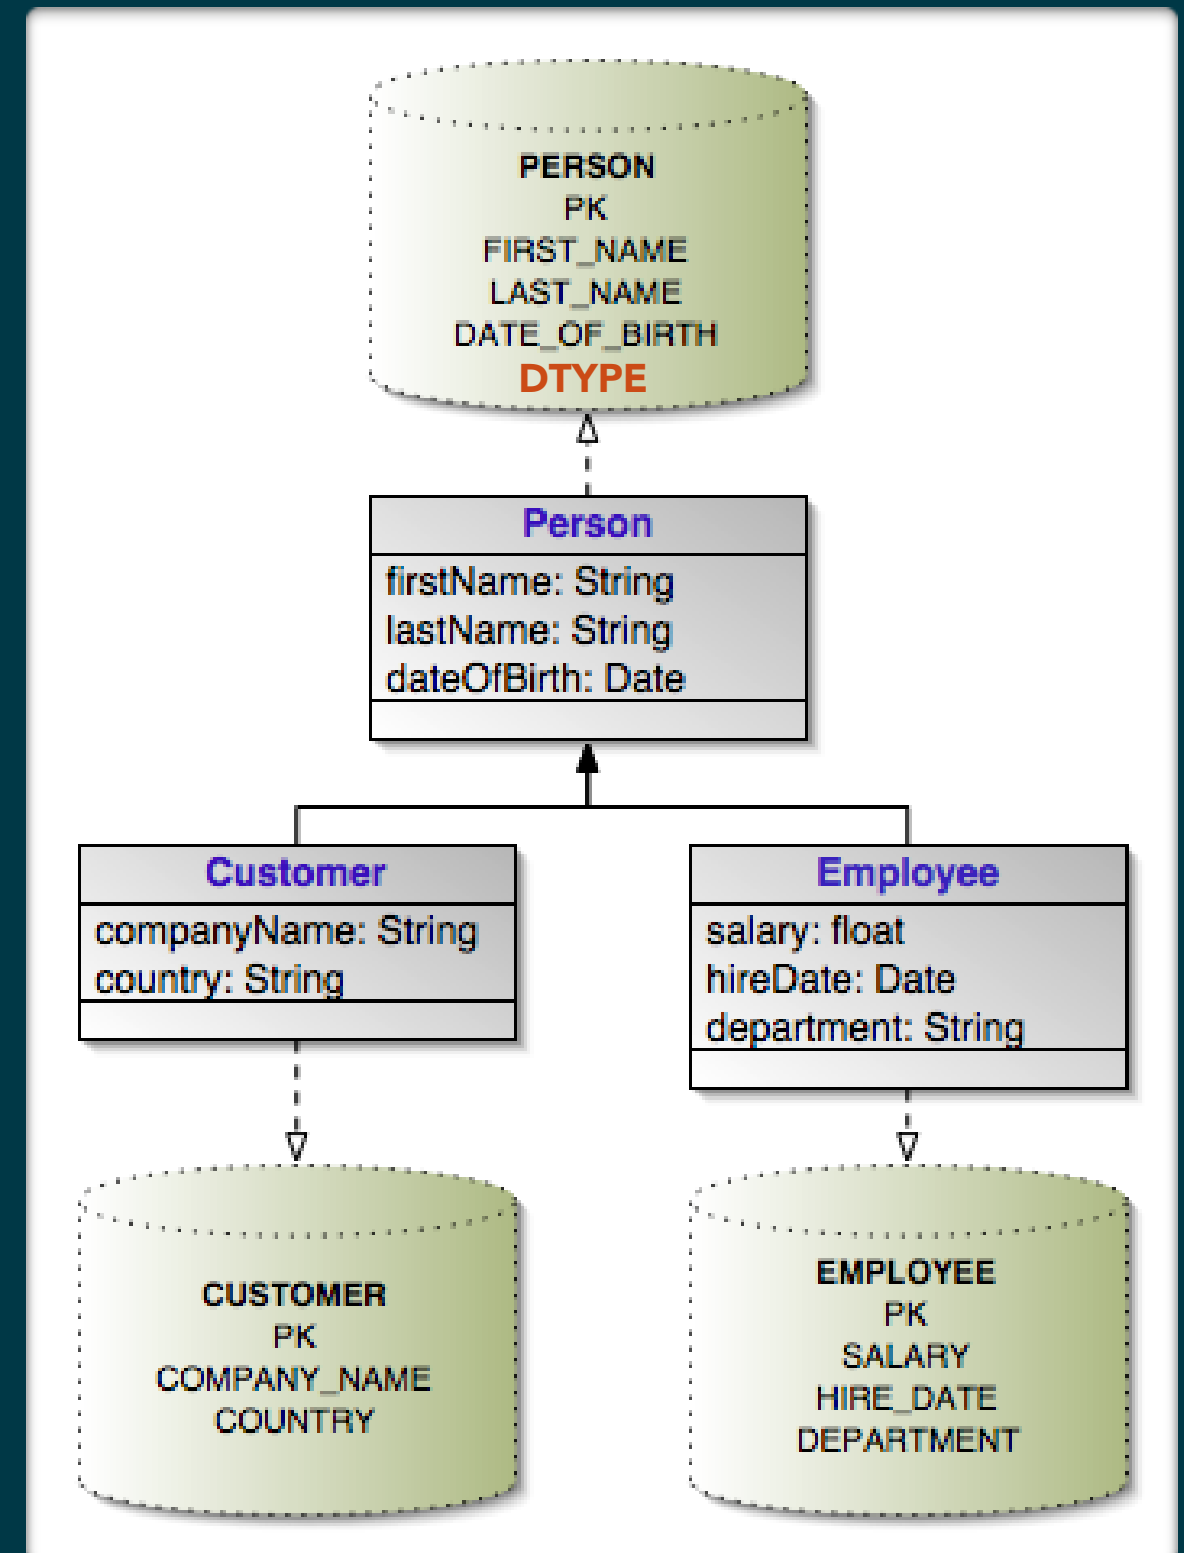 PERSON
PK
FIRST_NAME
LAST_NAME
DATE_OF_BIRTH
DTYPE
Person
firstName: String
lastName: String
dateOfBirth: Date
Customer
companyName: String
country: String
Employee
salary: float
hireDate: Date
department: String
CUSTOMER
PK
COMPANY_NAME
COUNTRY
EMPLOYEE
PK
SALARY
HIRE_DATE
DEPARTMENT